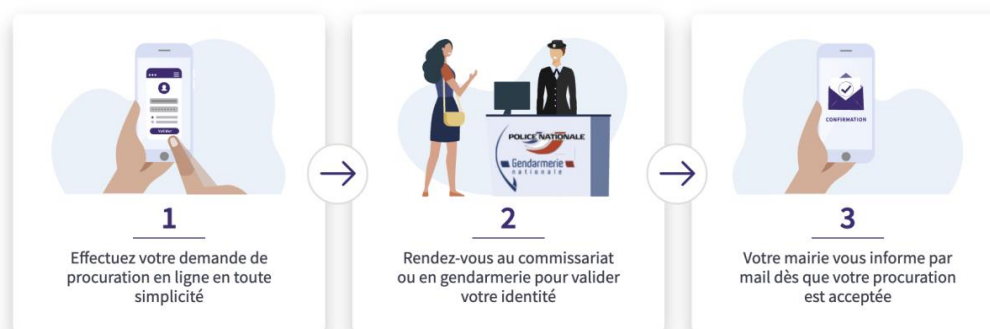 Valider
1
Effectuez votre demande de
procuration en ligne en toute
simplicité
POLICE NATIONALE
Gendarmerie
nationale
2
Rendez-vous au commissariat
ou en gendarmerie pour valider
votre identité
CONFIRMATION
3
Votre mairie vous informe par
mail dès que votre procuration
est acceptée